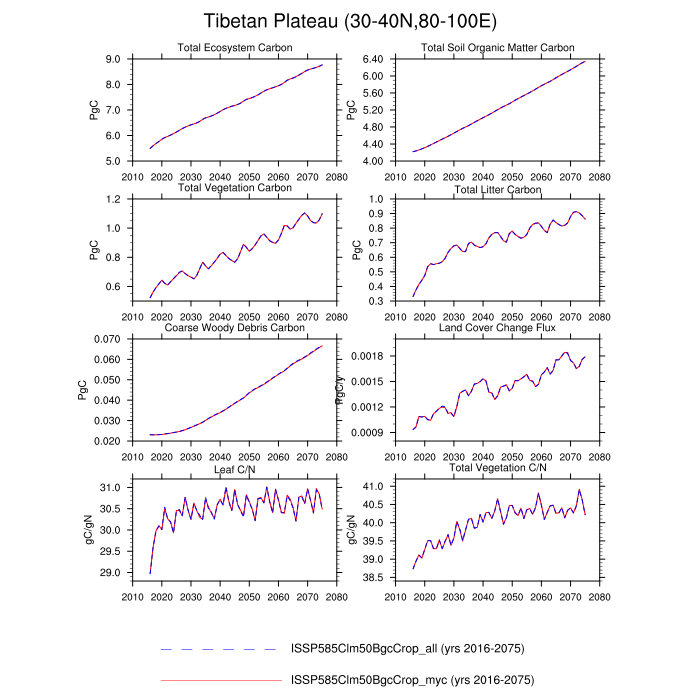 Tibetan Plateau (30-40N,80-100E)
Total Ecosystem Carbon
Total Soil Organic Matter Carbon
9.0
8.0
7.0
6.0
5.0
PgC
2010 2020 2030 2040 2050 2060 2070 2080
6.40
5.60
4.80
4.40
4.00
PgC
2010 2020 2030 2040 2050 2060 2070 2080
Total Vegetation Carbon
Total Litter Carbon
1.2
1.0
0.8
0.6
PgC
2010 2020 2030 2040 2050 2060 2070 2080
1.0
0.9
0.8
0.7
0.6
0.5
0.4
0.3
PgC
2010 2020 2030 2040 2050 2060 2070 2080
Coarse Woody Debris Carbon
Land Cover Change Flux
0.070
0.060
0.050
0.040
0.030
0.020
PgC
2010 2020 2030 2040 2050 2060 2070 2080
0.0018
0.0015
0.0012
0.0009
PgC/y
2010 2020 2030 2040 2050 2060 2070 2080
Leaf C/N
Total Vegetation C/N
31.0
30.5
30.0
29.5
29.0
gC/gN
2010 2020 2030 2040 2050 2060 2070 2080
41.0
40.5
40.0
39.5
39.0
38.5
gC/gN
2010 2020 2030 2040 2050 2060 2070 2080
ISSP585Clm50BgcCrop_all (yrs 2016-2075)
ISSP585Clm50BgcCrop_myc (yrs 2016-2075)